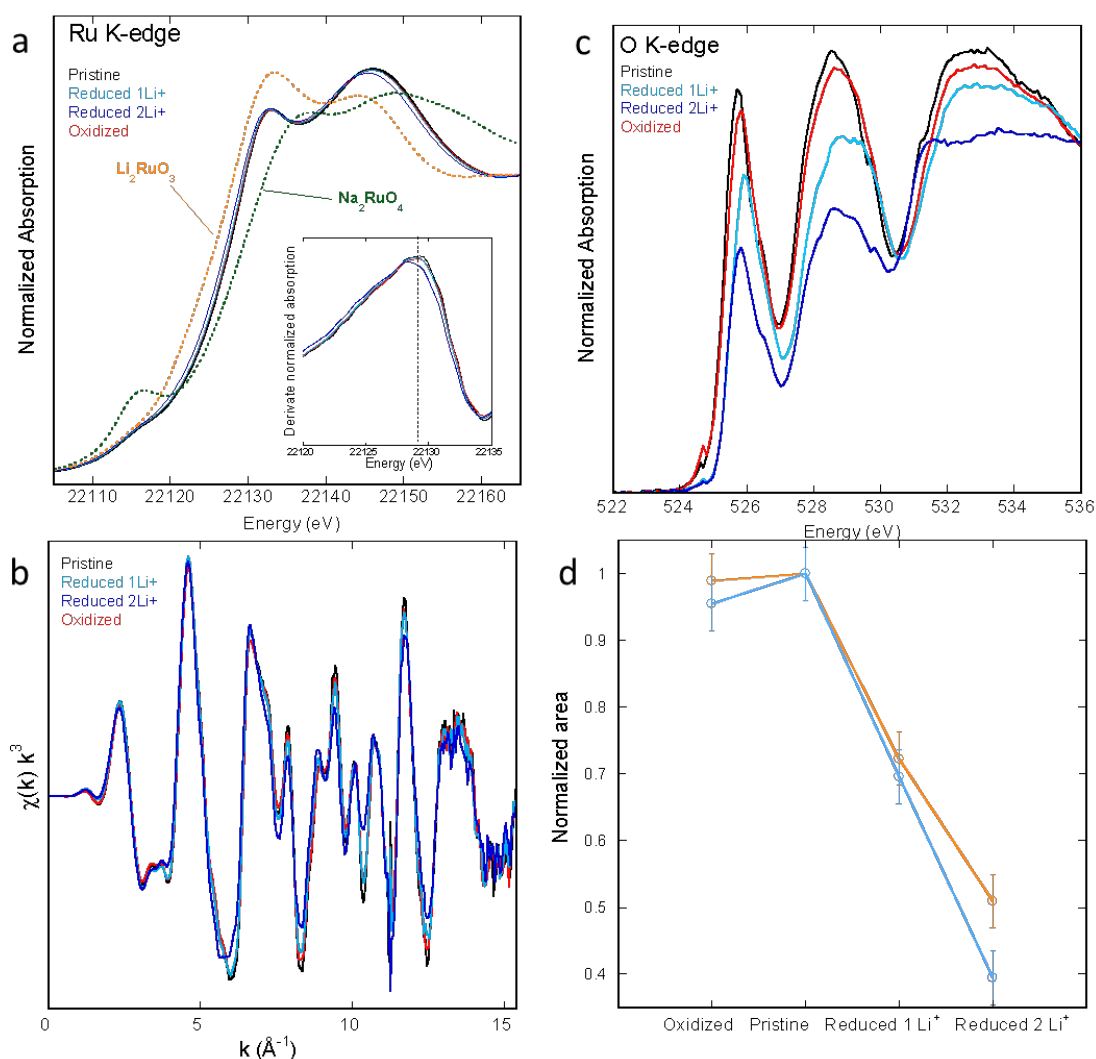 a
Ru K-edge
Pristine
Reduced 1Li+
Reduced 2Li+
Oxidized
Li₂RuO₃
Na₂RuO₄
Normalized Absorption
Derivate normalized absorption
22120 22125 22130 22135
Energy (eV)
22110 22120 22130 22140 22150 22160
Energy (eV)
c
O K-edge
Pristine
Reduced 1Li+
Reduced 2Li+
Oxidized
Normalized Absorption
522 524 526 528 530 532 534 536
Energy (eV)
b
Pristine
Reduced 1Li+
Reduced 2Li+
Oxidized
χ(k) k³
0 5 10 15
k (Å⁻¹)
d
Normalized area
1
0.9
0.8
0.7
0.6
0.5
0.4
Oxidized Pristine Reduced 1 Li⁺ Reduced 2 Li⁺